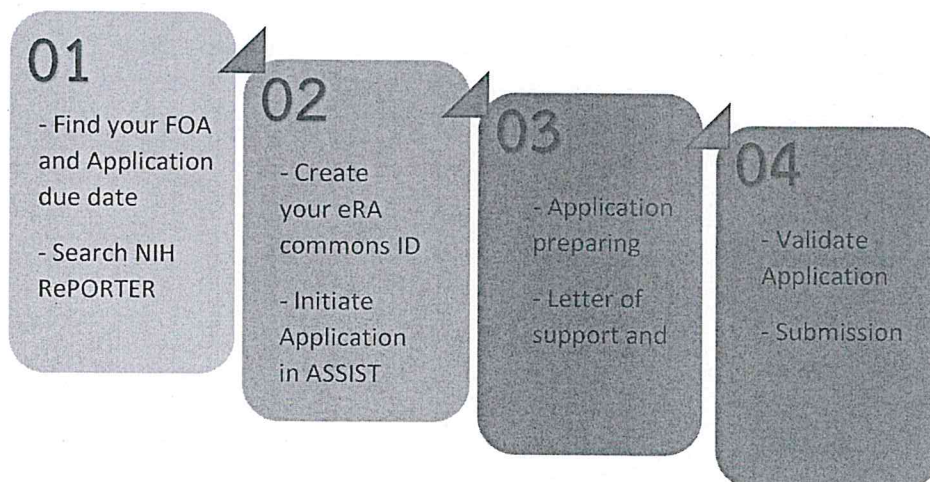 01
- Find your FOA
and Application
due date
- Search NIH
RePORTER
02
- Create
your eRA
commons ID
- Initiate
Application
in ASSIST
03
- Application
preparing
- Letter of
support and
04
- Validate
Application
- Submission